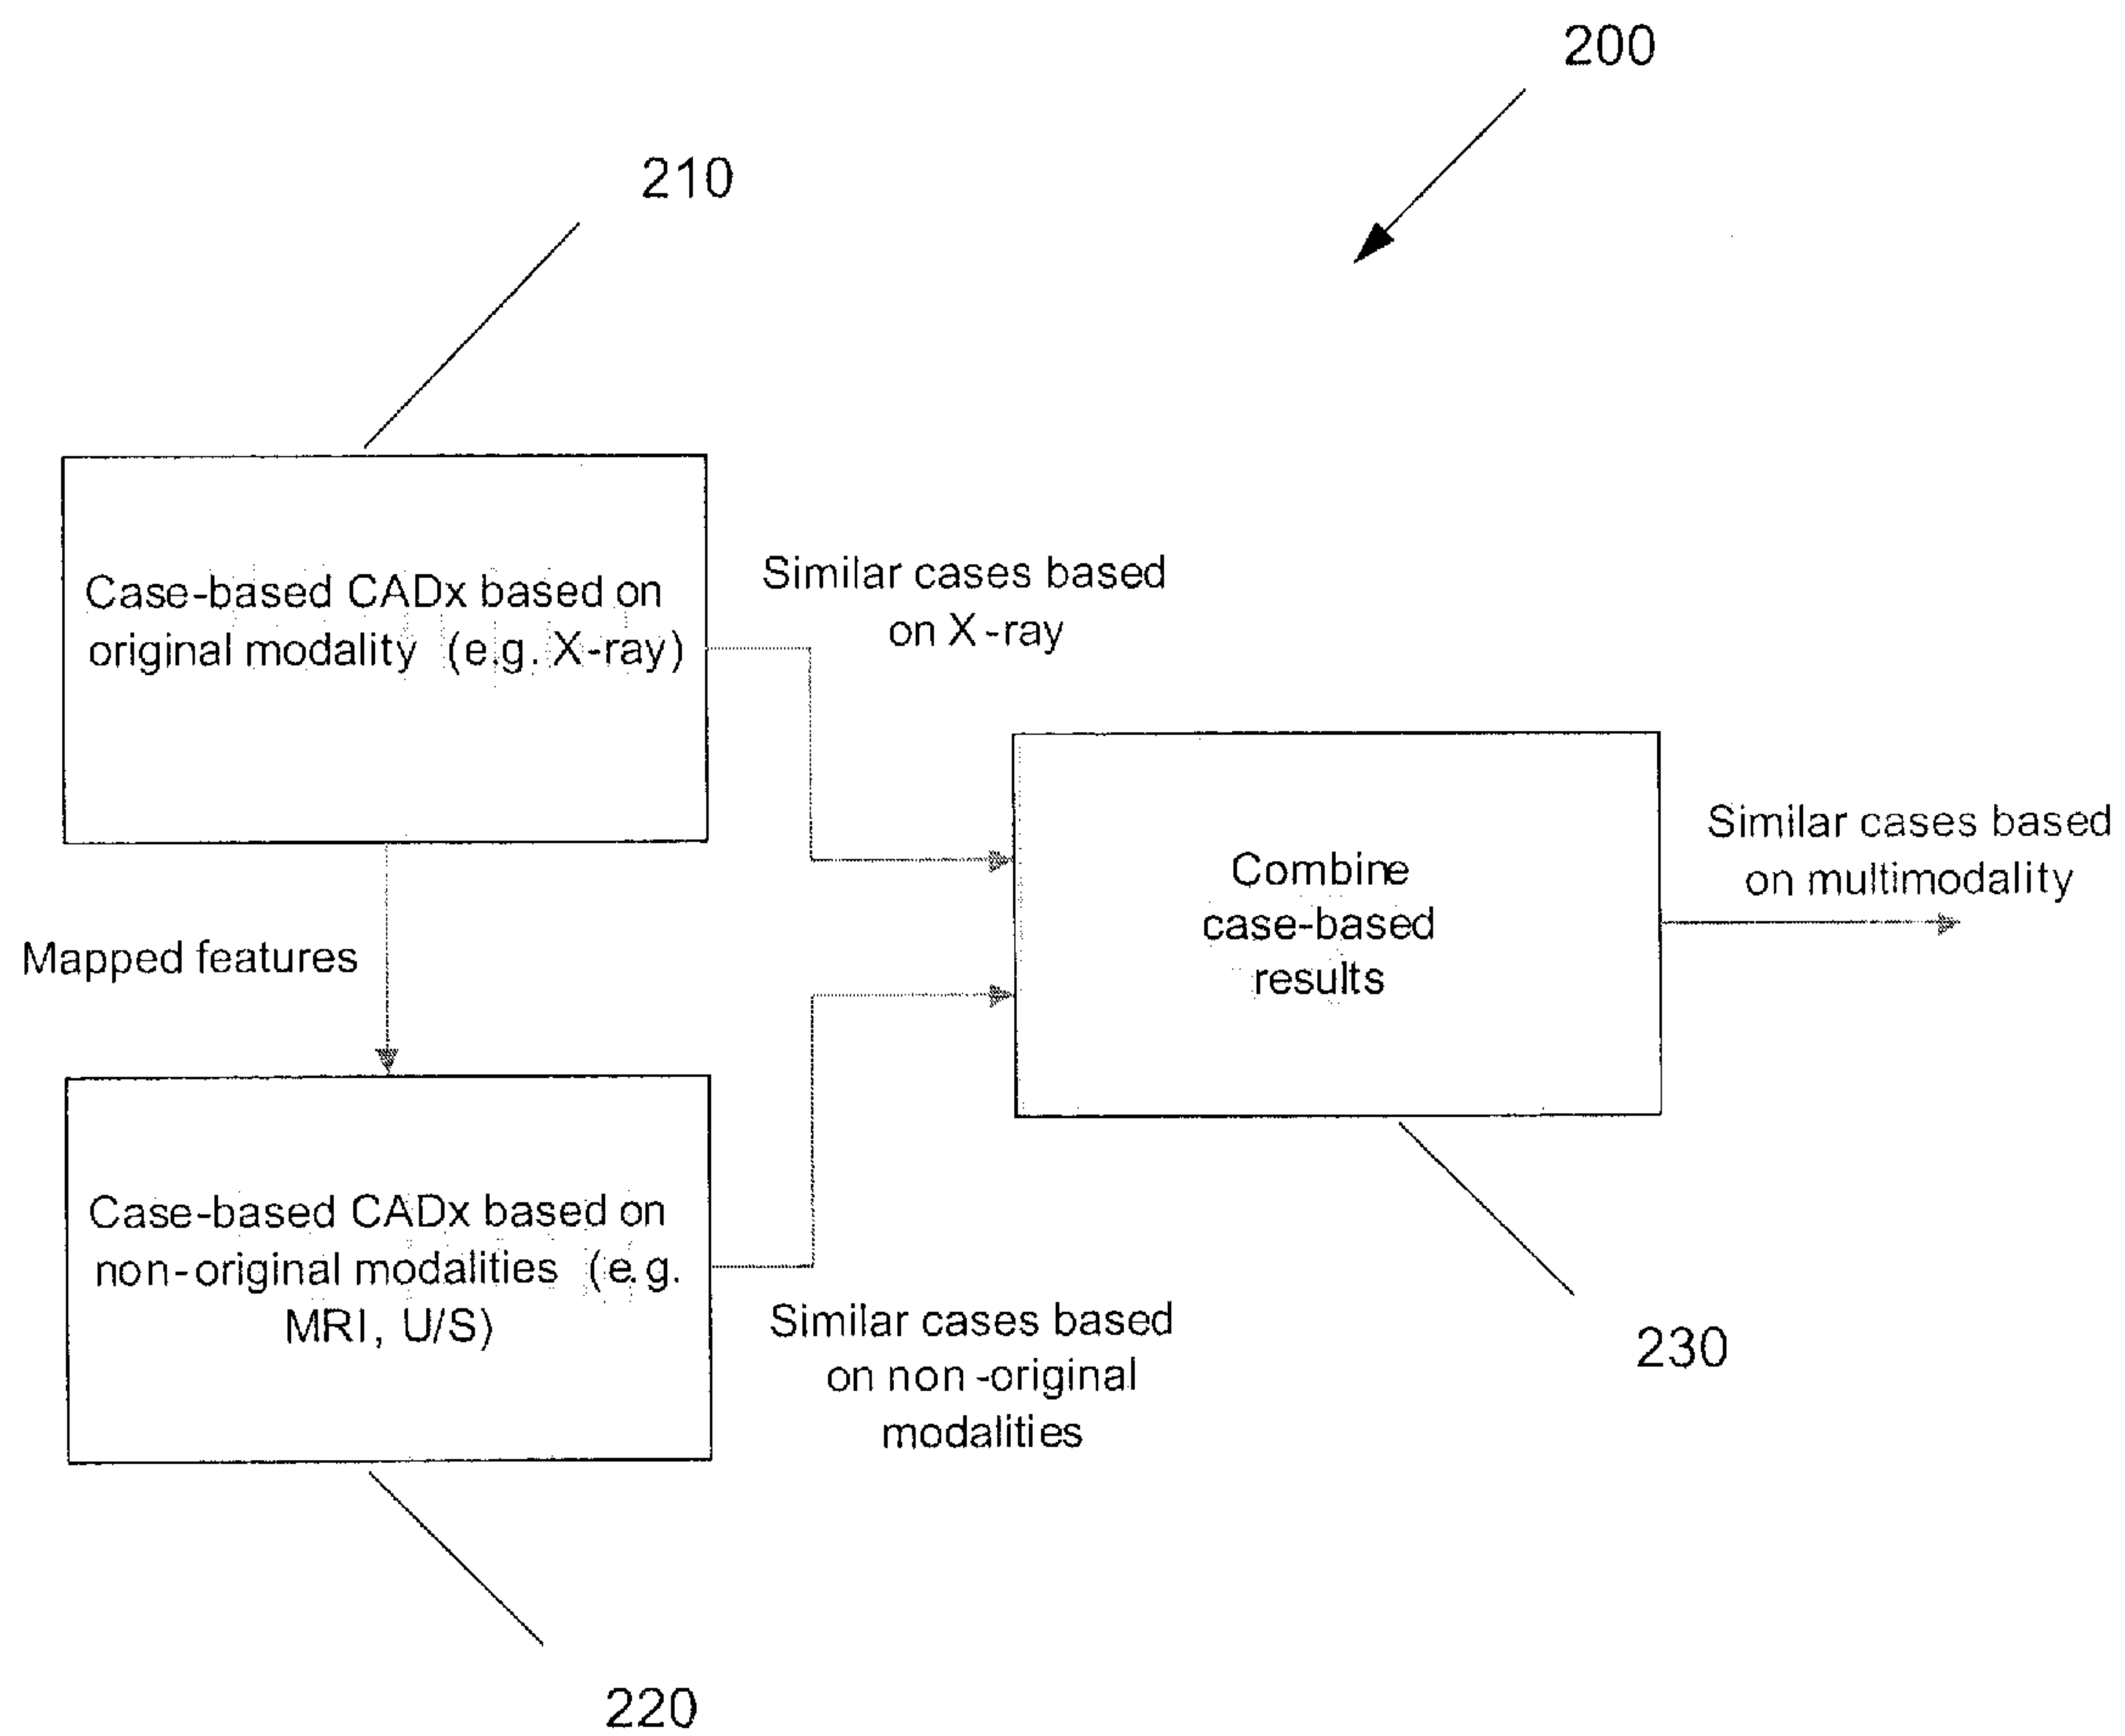 200
210
Case-based CADx based on
original modality (e.g. X-ray)
Similar cases based
on X-ray
Combine
case-based
results
Similar cases based
on multimodality
Mapped features
Case-based CADx based on
non-original modalities (e.g.
MRI, U/S)
Similar cases based
on non-original
modalities
230
220